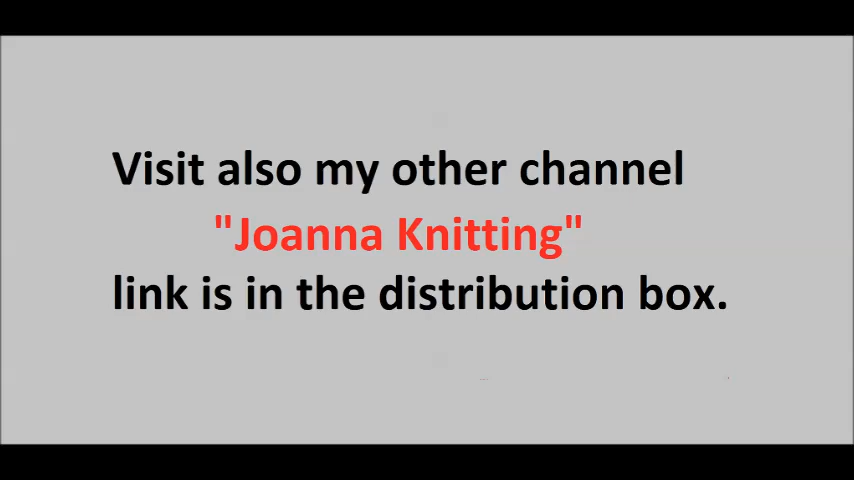 Visit also my other channel
"Joanna Knitting"
link is in the distribution box.